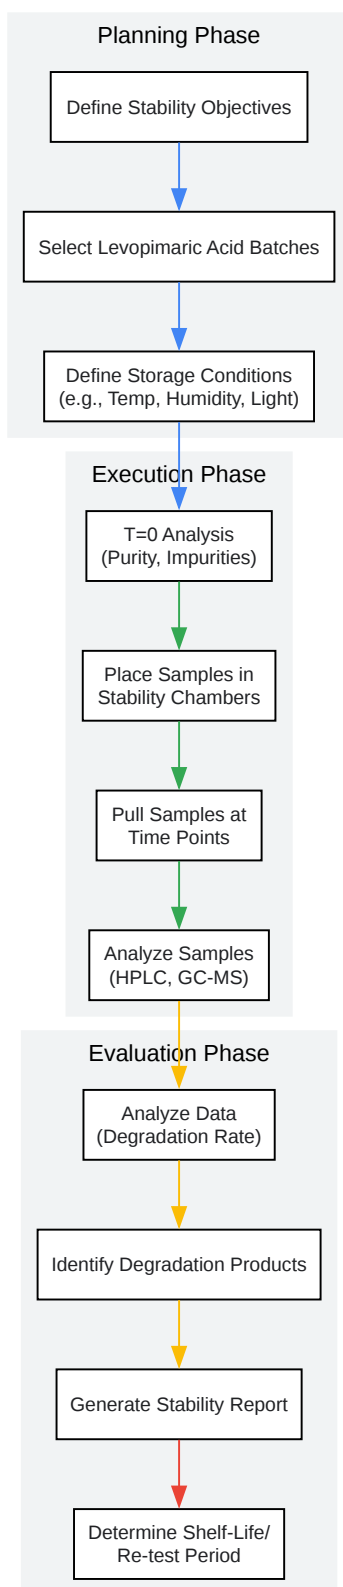 Planning Phase
Define Stability Objectives
Select Levopimaric Acid Batches
Define Storage Conditions
(e.g., Temp, Humidity, Light)
Execution Phase
T=0 Analysis
(Purity, Impurities)
Place Samples in
Stability Chambers
Pull Samples at
Time Points
Analyze Samples
(HPLC, GC-MS)
Evaluation Phase
Analyze Data
(Degradation Rate)
Identify Degradation Products
Generate Stability Report
Determine Shelf-Life/
Re-test Period